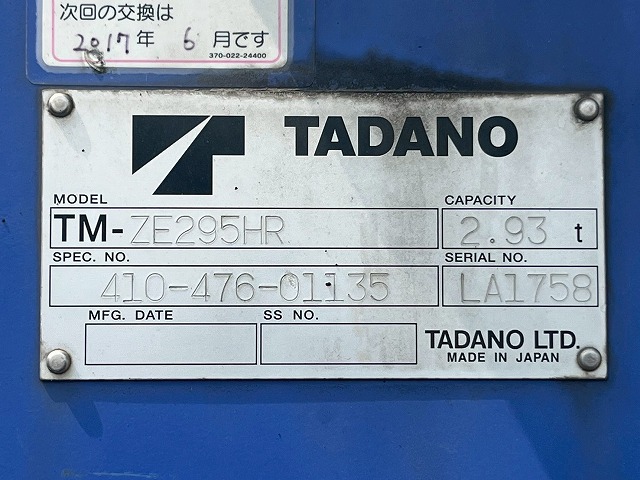 次回の交換は
2017年 6月です
370-022-24400
TADANO
MODEL
TM-ZE295HR
CAPACITY
2.93 t
SPEC. NO.
410-476-01135
SERIAL NO.
LA1758
MFG. DATE
SS NO.
TADANO LTD.
MADE IN JAPAN